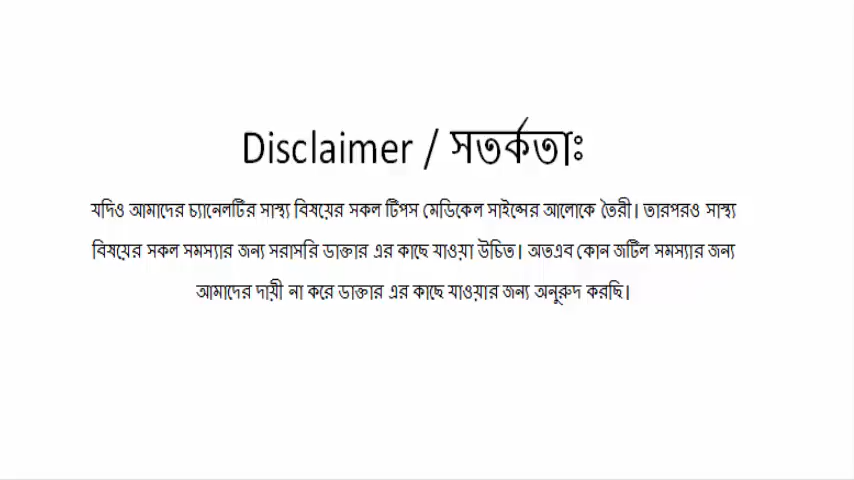 Disclaimer / সতর্কতাঃ
যদিও আমাদের চ্যানেলটির সাস্থ্য বিষয়ের সকল টিপস মেডিকেল সাইন্সের আলোকে তৈরী। তারপরও সাস্থ্য
বিষয়ের সকল সমস্যার জন্য সরাসরি ডাক্তার এর কাছে যাওয়া উচিত। অতএব কোন জটিল সমস্যার জন্য
আমাদের দায়ী না করে ডাক্তার এর কাছে যাওয়ার জন্য অনুরুদ করছি।